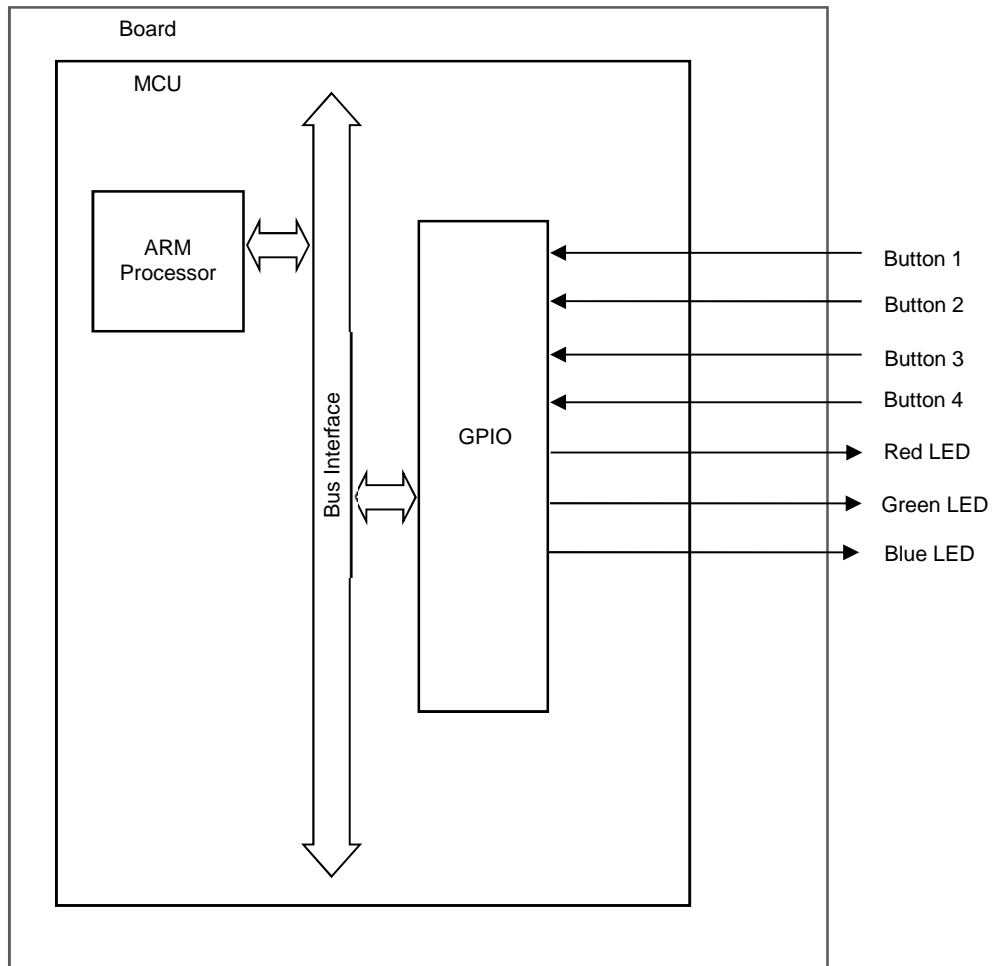 Board
MCU
ARM
Processor
Bus Interface
GPIO
Button 1
Button 2
Button 3
Button 4
Red LED
Green LED
Blue LED